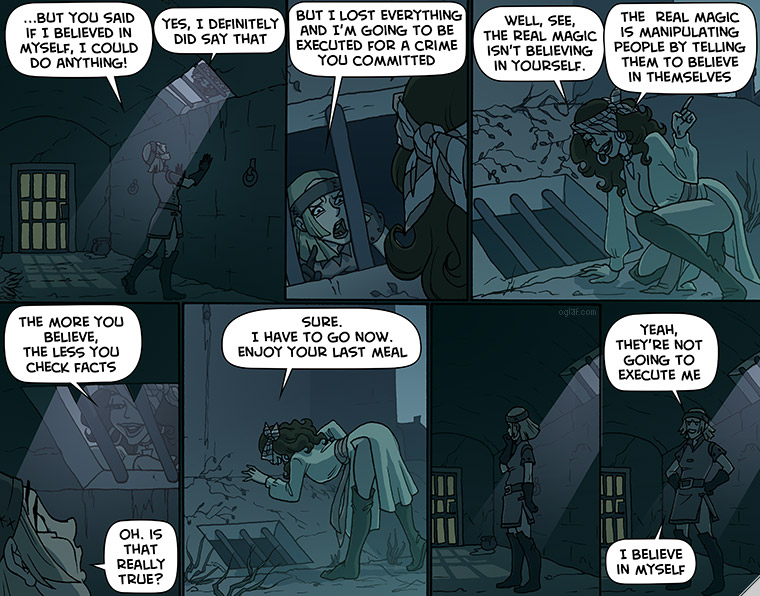 ...BUT YOU SAID
IF I BELIEVED IN
MYSELF, I COULD
DO ANYTHING!
YES, I DEFINITELY
DID SAY THAT
BUT I LOST EVERYTHING
AND I'M GOING TO BE
EXECUTED FOR A CRIME
YOU COMMITTED
WELL, SEE,
THE REAL MAGIC
ISN'T BELIEVING
IN YOURSELF.
THE REAL MAGIC
IS MANIPULATING
PEOPLE BY TELLING
THEM TO BELIEVE
IN THEMSELVES
THE MORE YOU
BELIEVE,
THE LESS YOU
CHECK FACTS
OH. IS
THAT
REALLY
TRUE?
SURE.
I HAVE TO GO NOW.
ENJOY YOUR LAST MEAL
oglaf.com
YEAH,
THEY'RE NOT
GOING TO
EXECUTE ME
I BELIEVE
IN MYSELF